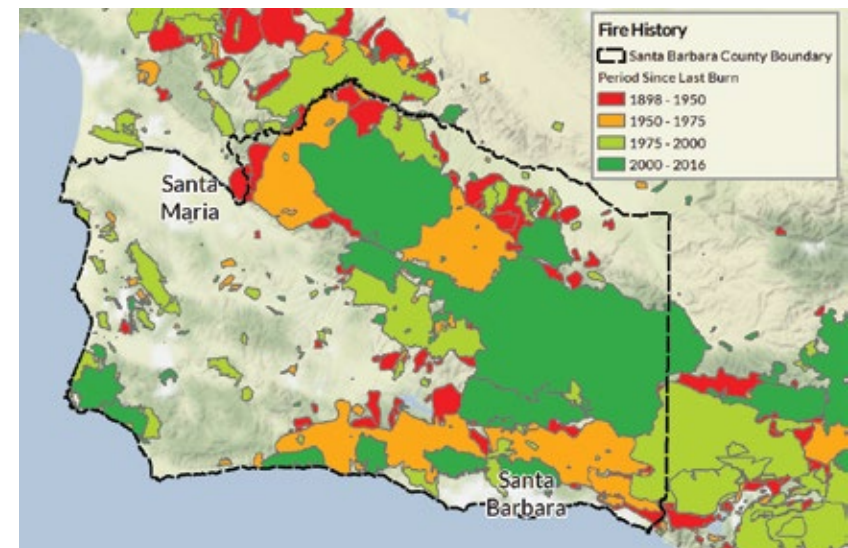 Fire History
Santa Barbara County Boundary
Period Since Last Burn
1898 - 1950
1950 - 1975
1975 - 2000
2000 - 2016
Santa
Maria
Santa
Barbara